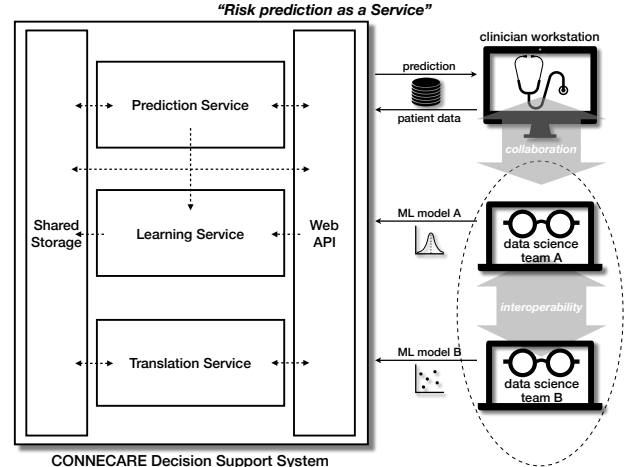 "Risk prediction as a Service"
clinician workstation
prediction
Prediction Service
patient data
collaboration
Shared
Storage
Learning Service
Web
API
ML model A
data science
team A
interoperability
Translation Service
ML model B
data science
team B
CONNECARE Decision Support System